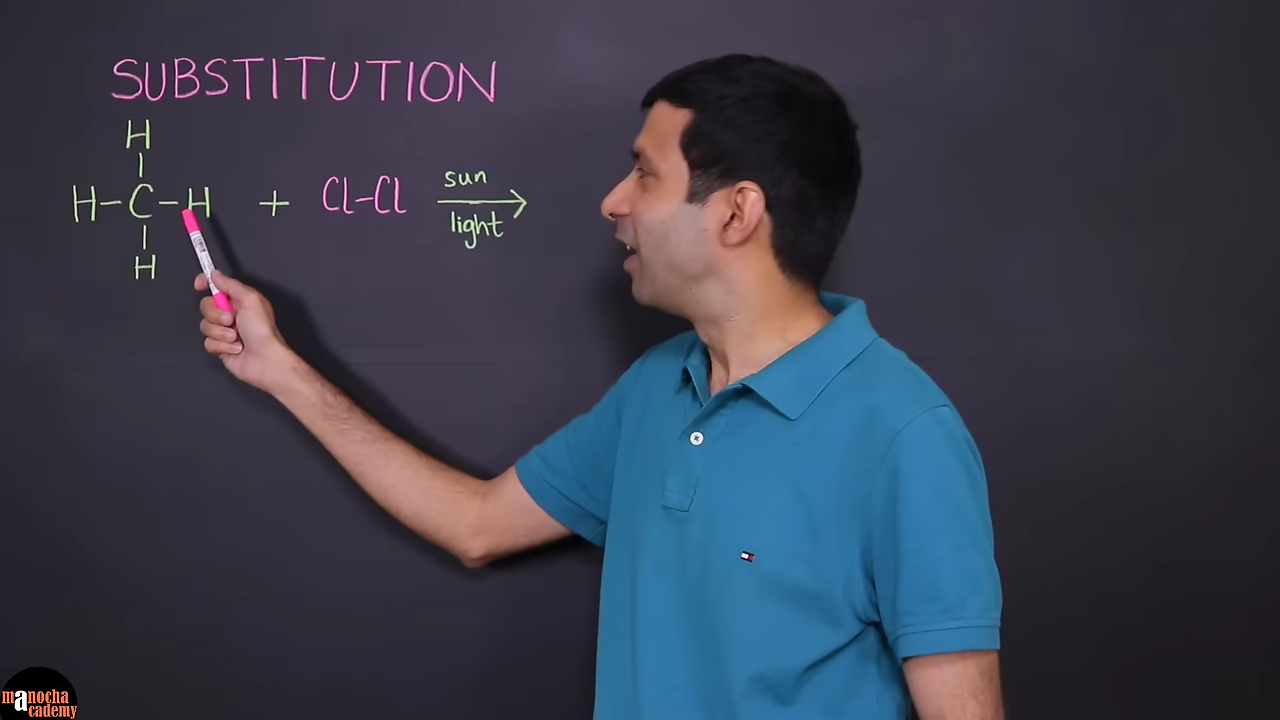 SUBSTITUTION
H
H-C-H + Cl-Cl sun light →
H
manocha
academy